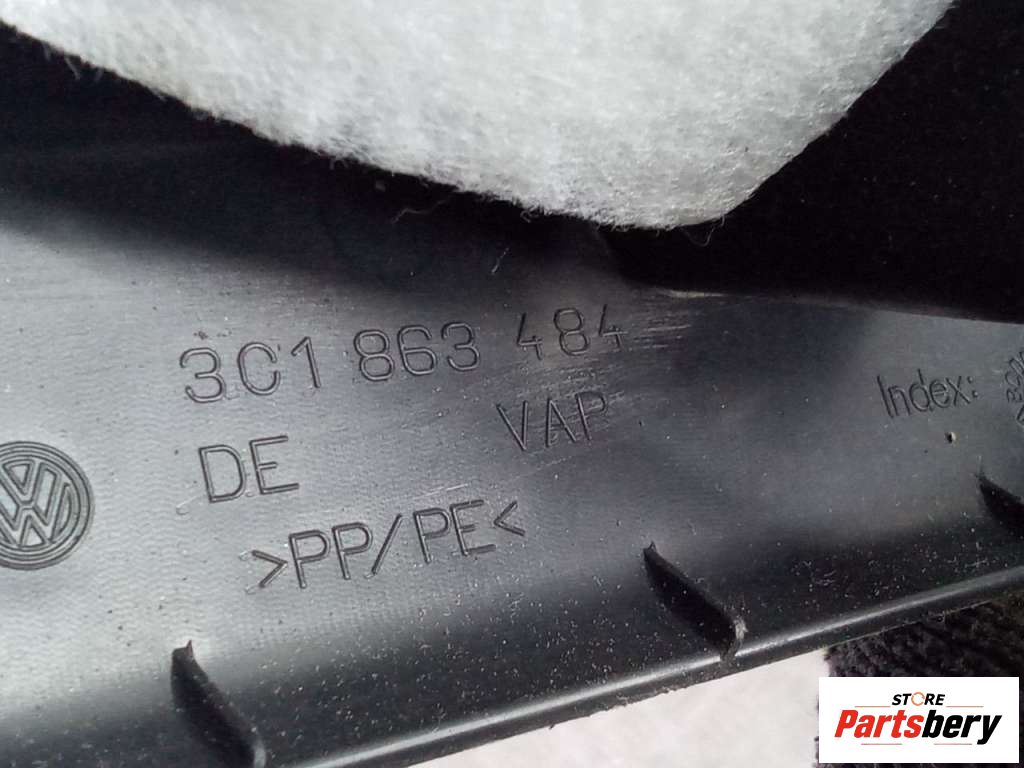 3C1 863 484
DE VAP
Index:
>PP/PE<
STORE
Partsbery